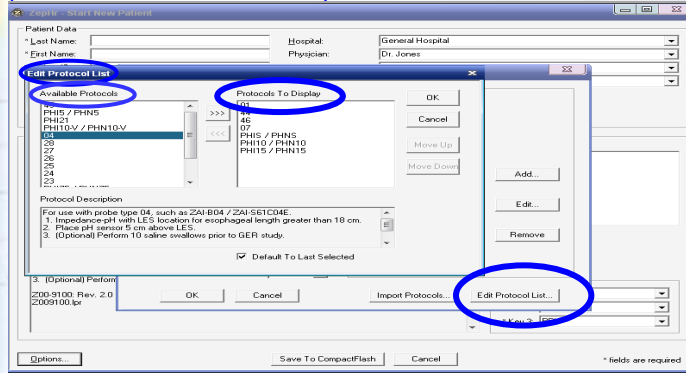 ZepHr - Start New Patient
Patient Data
* Last Name:
Hospital:
General Hospital
* First Name:
Physician:
Dr. Jones
Edit Protocol List
Available Protocols
Protocols To Display
PHI5 / PHN5
PHI21
PHI10-V / PHN10-V
04
28
27
26
25
24
23
>>>
<<<
01
44
46
07
PHIS / PHNS
PHI10 / PHN10
PHI15 / PHN15
OK
Cancel
Move Up
Move Down
Protocol Description
For use with probe type 04, such as ZAI-B04 / ZAI-S61C04E.
1. Impedance-pH with LES location for esophageal length greater than 18 cm.
2. Place pH sensor 5 cm above LES.
3. (Optional) Perform 10 saline swallows prior to GER study.
Default To Last Selected
Add...
Edit...
Remove
3. (Optional) Perform
Z00-9100: Rev. 2.0
Z009100.lpr
OK
Cancel
Import Protocols...
Edit Protocol List...
Options...
Save To CompactFlash
Cancel
* fields are required